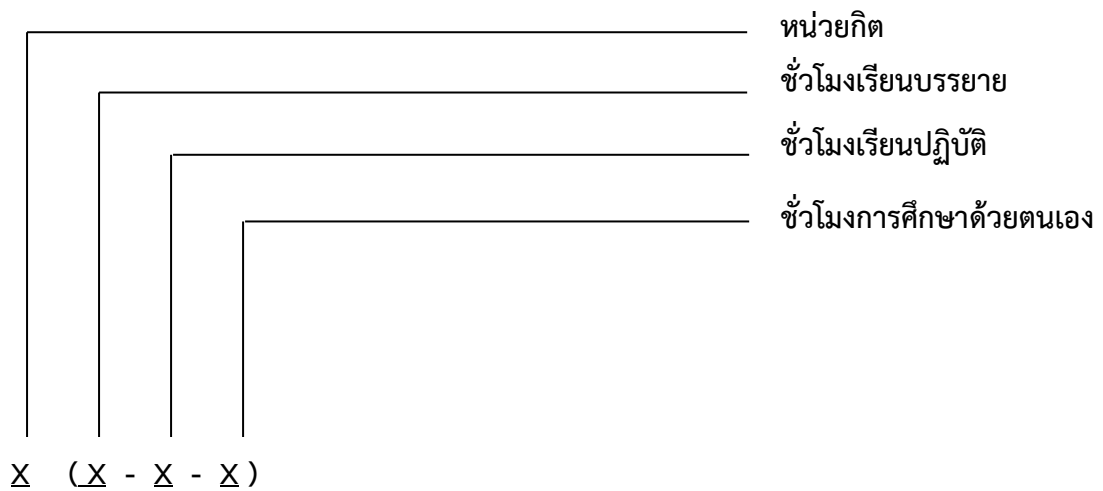 หน่วยกิต
ชั่วโมงเรียนบรรยาย
ชั่วโมงเรียนปฏิบัติ
ชั่วโมงการศึกษาด้วยตนเอง
X (X - X - X)